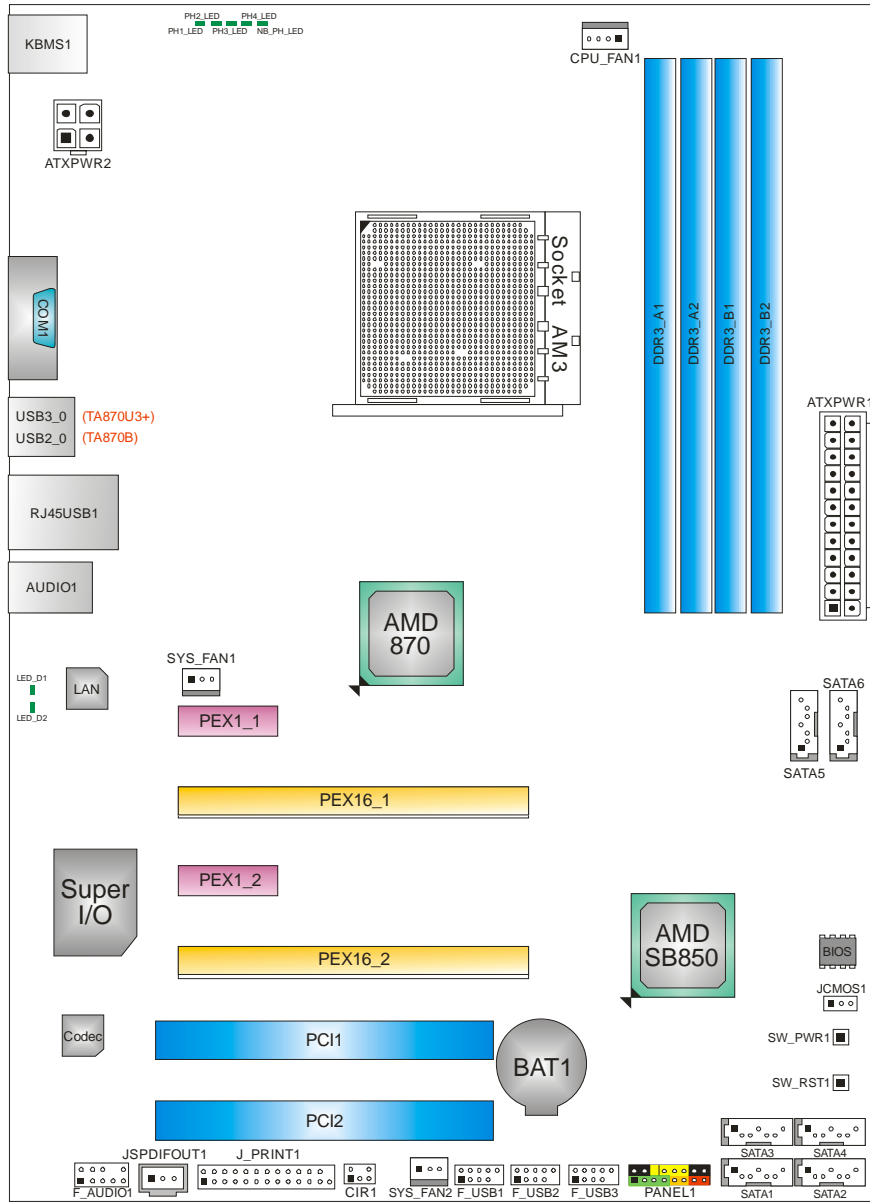 PH2_LED PH4_LED
PH1_LED PH3_LED NB_PH_LED
KBMS1
CPU_FAN1
ATXPWR2
Socket AM3
COM1
DDR3_A1
DDR3_A2
DDR3_B1
DDR3_B2
ATXPWR1
USB3_0 (TA870U3+)
USB2_0 (TA870B)
RJ45USB1
AUDIO1
AMD
870
SYS_FAN1
LED_D1
LAN
LED_D2
PEX1_1
SATA6
SATA5
PEX16_1
Super
I/O
PEX1_2
AMD
SB850
BIOS
PEX16_2
JCMOS1
Codec
PCI1
SW_PWR1
BAT1
SW_RST1
PCI2
SATA3 SATA4
JSPDIFOUT1 J_PRINT1
F_AUDIO1 CIR1 SYS_FAN2 F_USB1 F_USB2 F_USB3 PANEL1 SATA1 SATA2